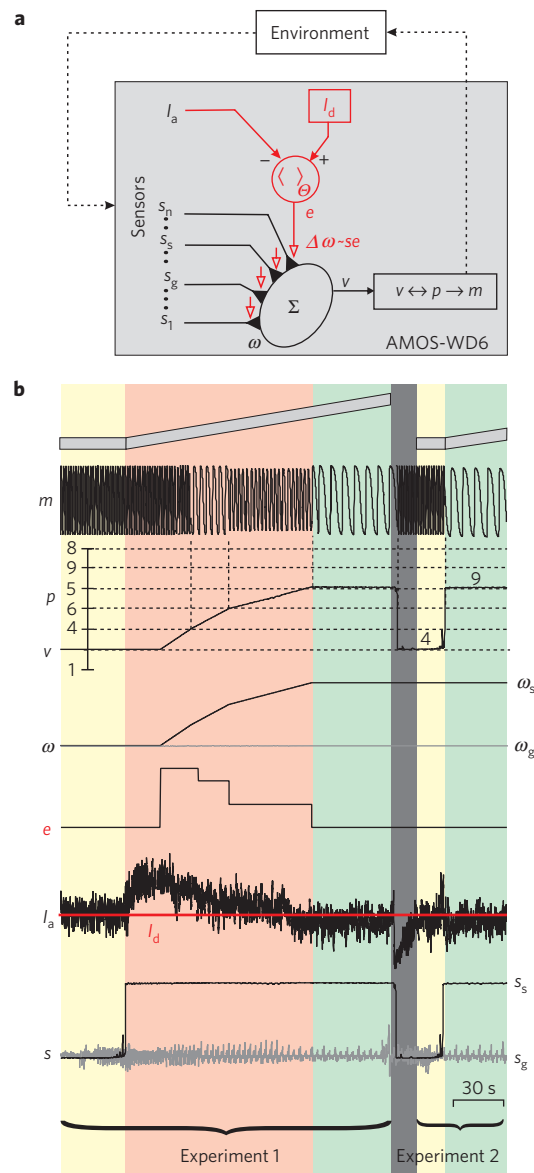 a
Environment
I_a
I_d
− +
⟨ ⟩_Θ
e
Δω~se
Sensors
s_n
s_s
s_g
s_1
ω
Σ
v
v ↔ p → m
AMOS-WD6
b
m
p
8
9
5
6
4
1
v
9
4
ω
ω_s
ω_g
e
I_a
I_d
s
s_s
s_g
30 s
Experiment 1
Experiment 2